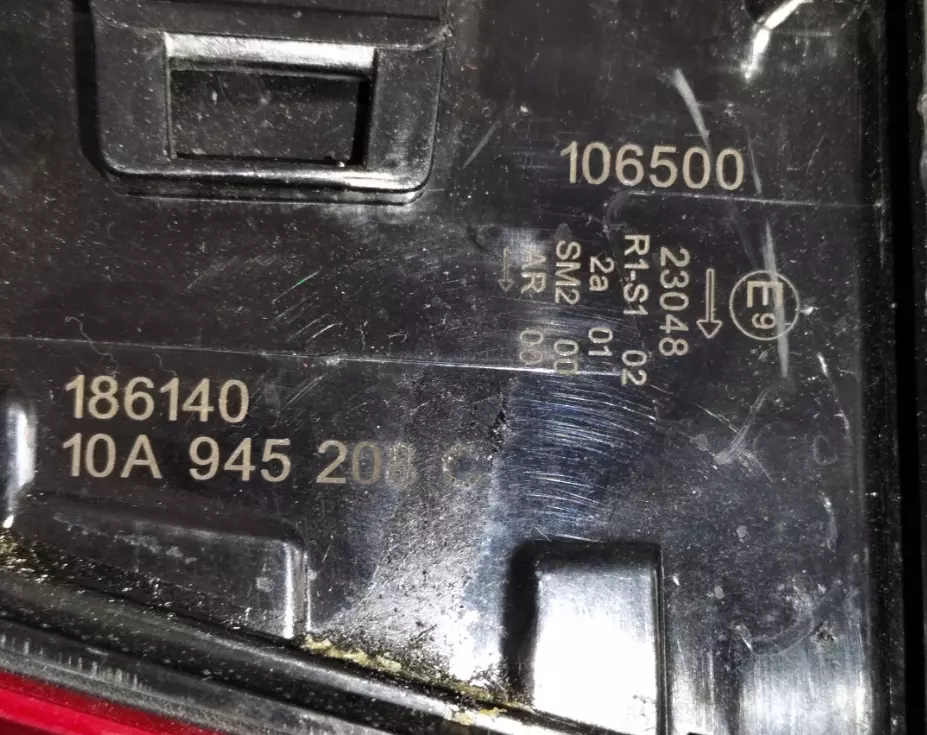 106500
E9
23048
R1-S1 02
2a 01
SM2 00
AR 00
186140
10A 945 208 C